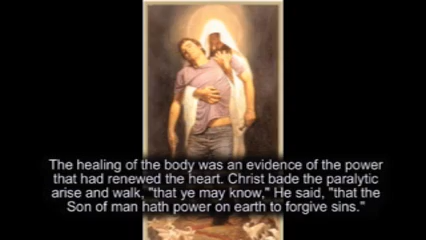 The healing of the body was an evidence of the power
that had renewed the heart. Christ bade the paralytic
arise and walk, "that ye may know," He said, "that the
Son of man hath power on earth to forgive sins."